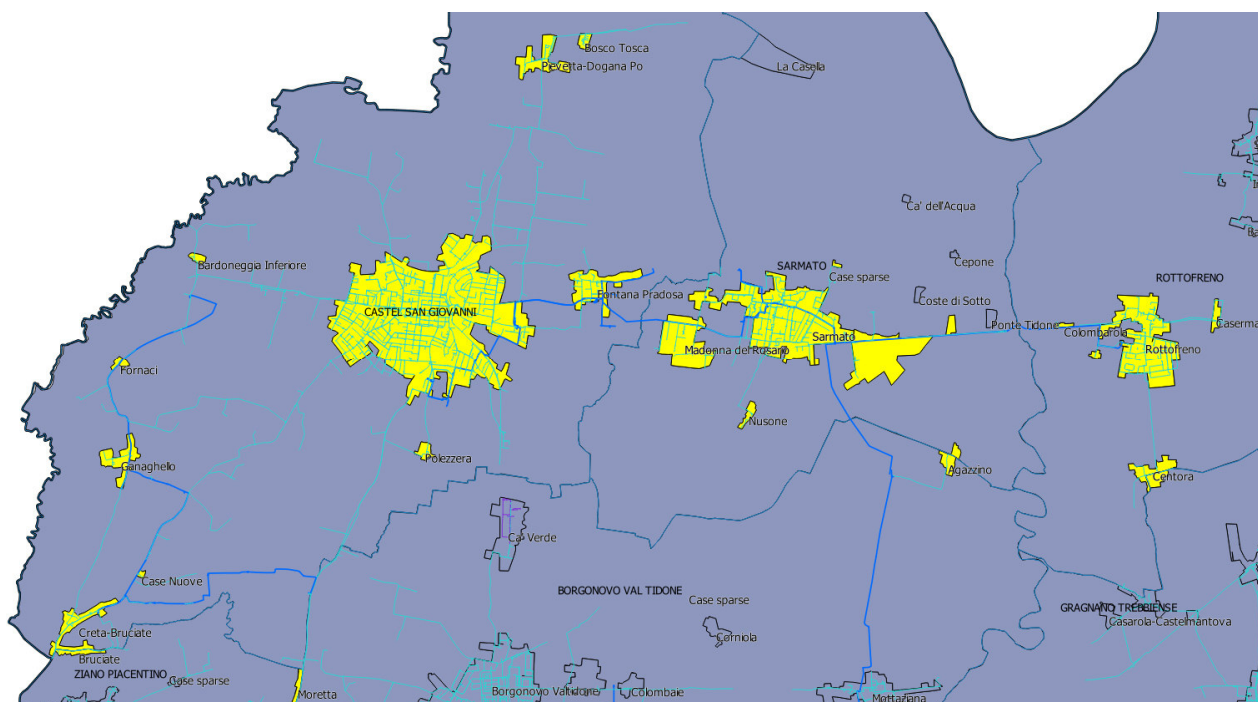 Bosco Tosca
Pievetta-Dogana Po
La Casella
Ca' dell'Acqua
Bardoneggia Inferiore
SARMATO
Cepone
Case sparse
ROTTOFRENO
Fontana Pradosa
Coste di Sotto
CASTEL SAN GIOVANNI
Ponte Tidone
Colombarola
Caserma
Sarmato
Madonna del Rosario
Rottofreno
Fornaci
Nusone
Polezzera
Ganaghello
Agazzino
Centora
Ca' Verde
Case Nuove
BORGONOVO VAL TIDONE
Case sparse
GRAGNANO TREBBIENSE
Casarola-Castelmantova
Creta-Bruciate
Corniola
Bruciate
ZIANO PIACENTINO
Case sparse
Moretta
Borgonovo Valtidone
Colombaie
Mottaziana